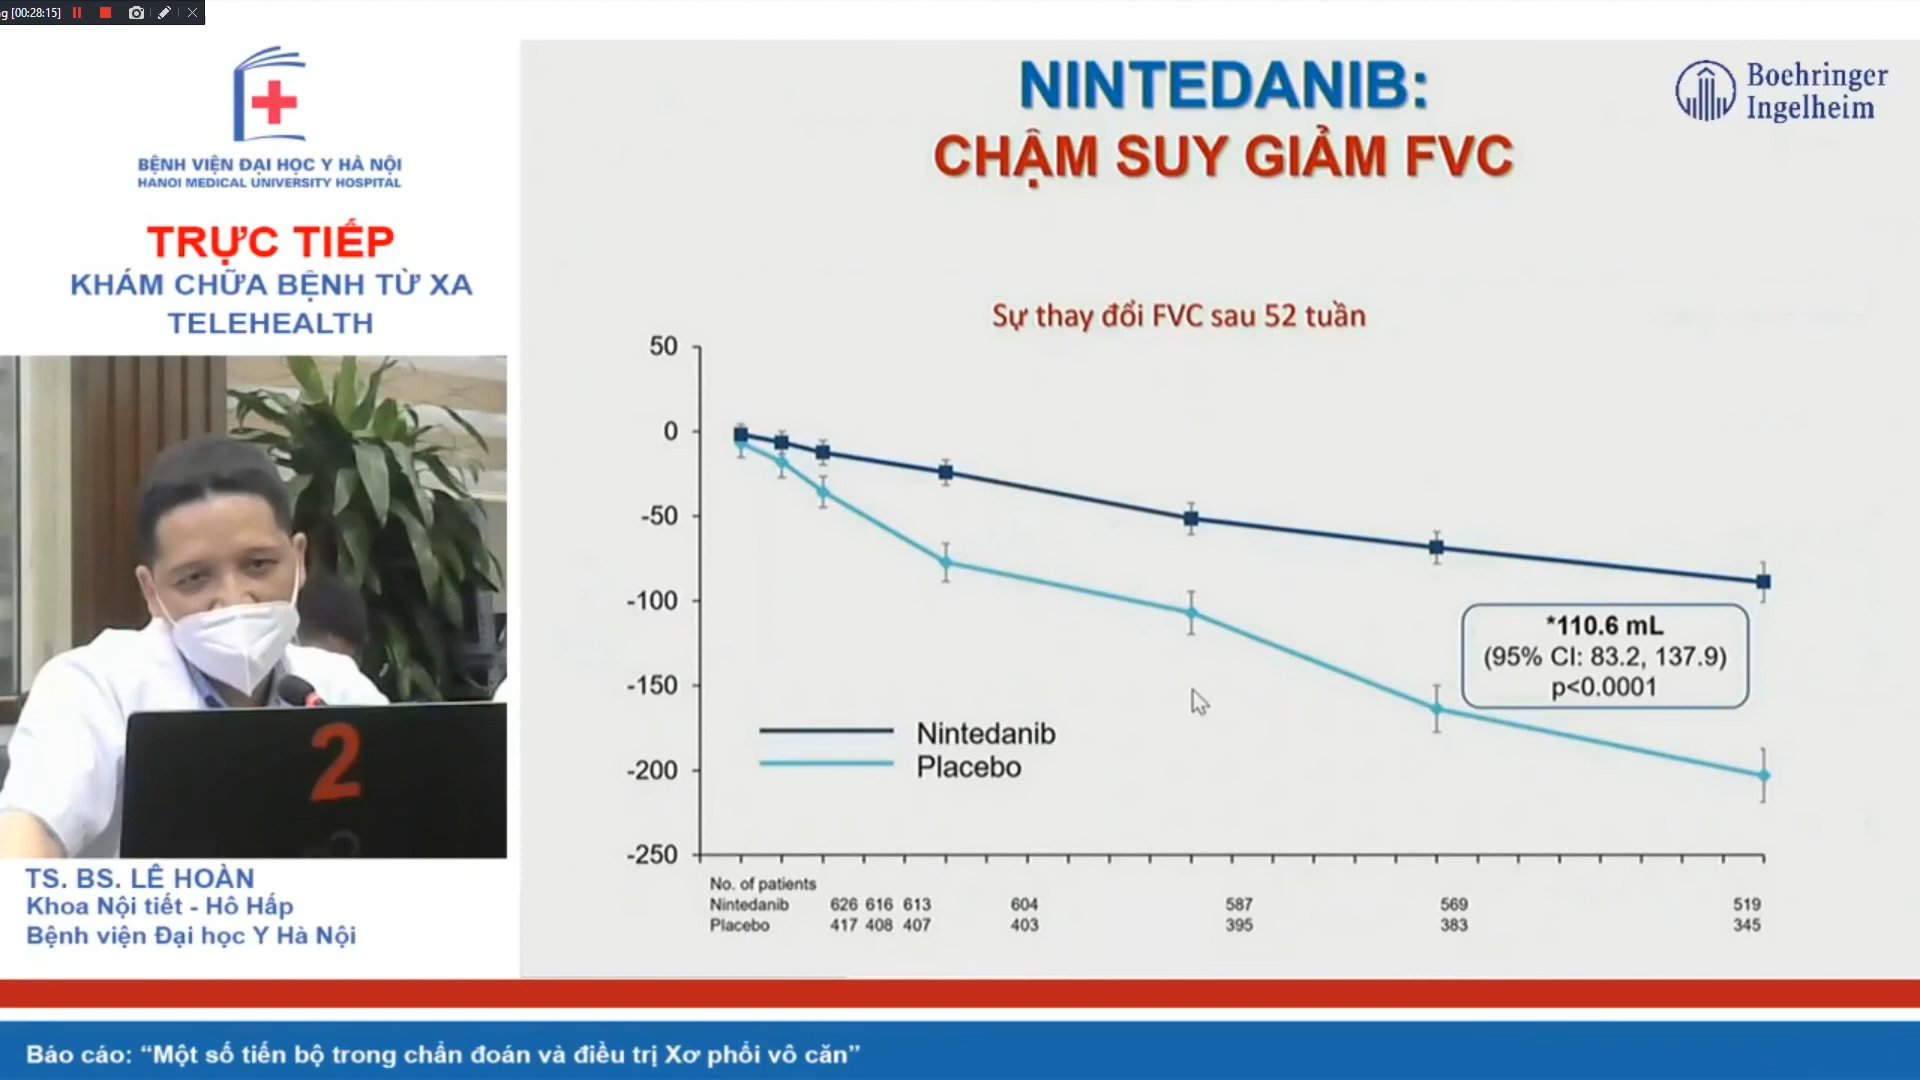 g [00:28:15]
BỆNH VIỆN ĐẠI HỌC Y HÀ NỘI
HANOI MEDICAL UNIVERSITY HOSPITAL
TRỰC TIẾP
KHÁM CHỮA BỆNH TỪ XA
TELEHEALTH
2
TS. BS. LÊ HOÀN
Khoa Nội tiết - Hô Hấp
Bệnh viện Đại học Y Hà Nội
NINTEDANIB:
CHẬM SUY GIẢM FVC
Boehringer
Ingelheim
Sự thay đổi FVC sau 52 tuần
50
0
-50
-100
-150
-200
-250
*110.6 mL
(95% CI: 83.2, 137.9)
p<0.0001
Nintedanib
Placebo
No. of patients
Nintedanib 626 616 613 604 587 569 519
Placebo 417 408 407 403 395 383 345
Báo cáo: “Một số tiến bộ trong chẩn đoán và điều trị Xơ phổi vô căn”